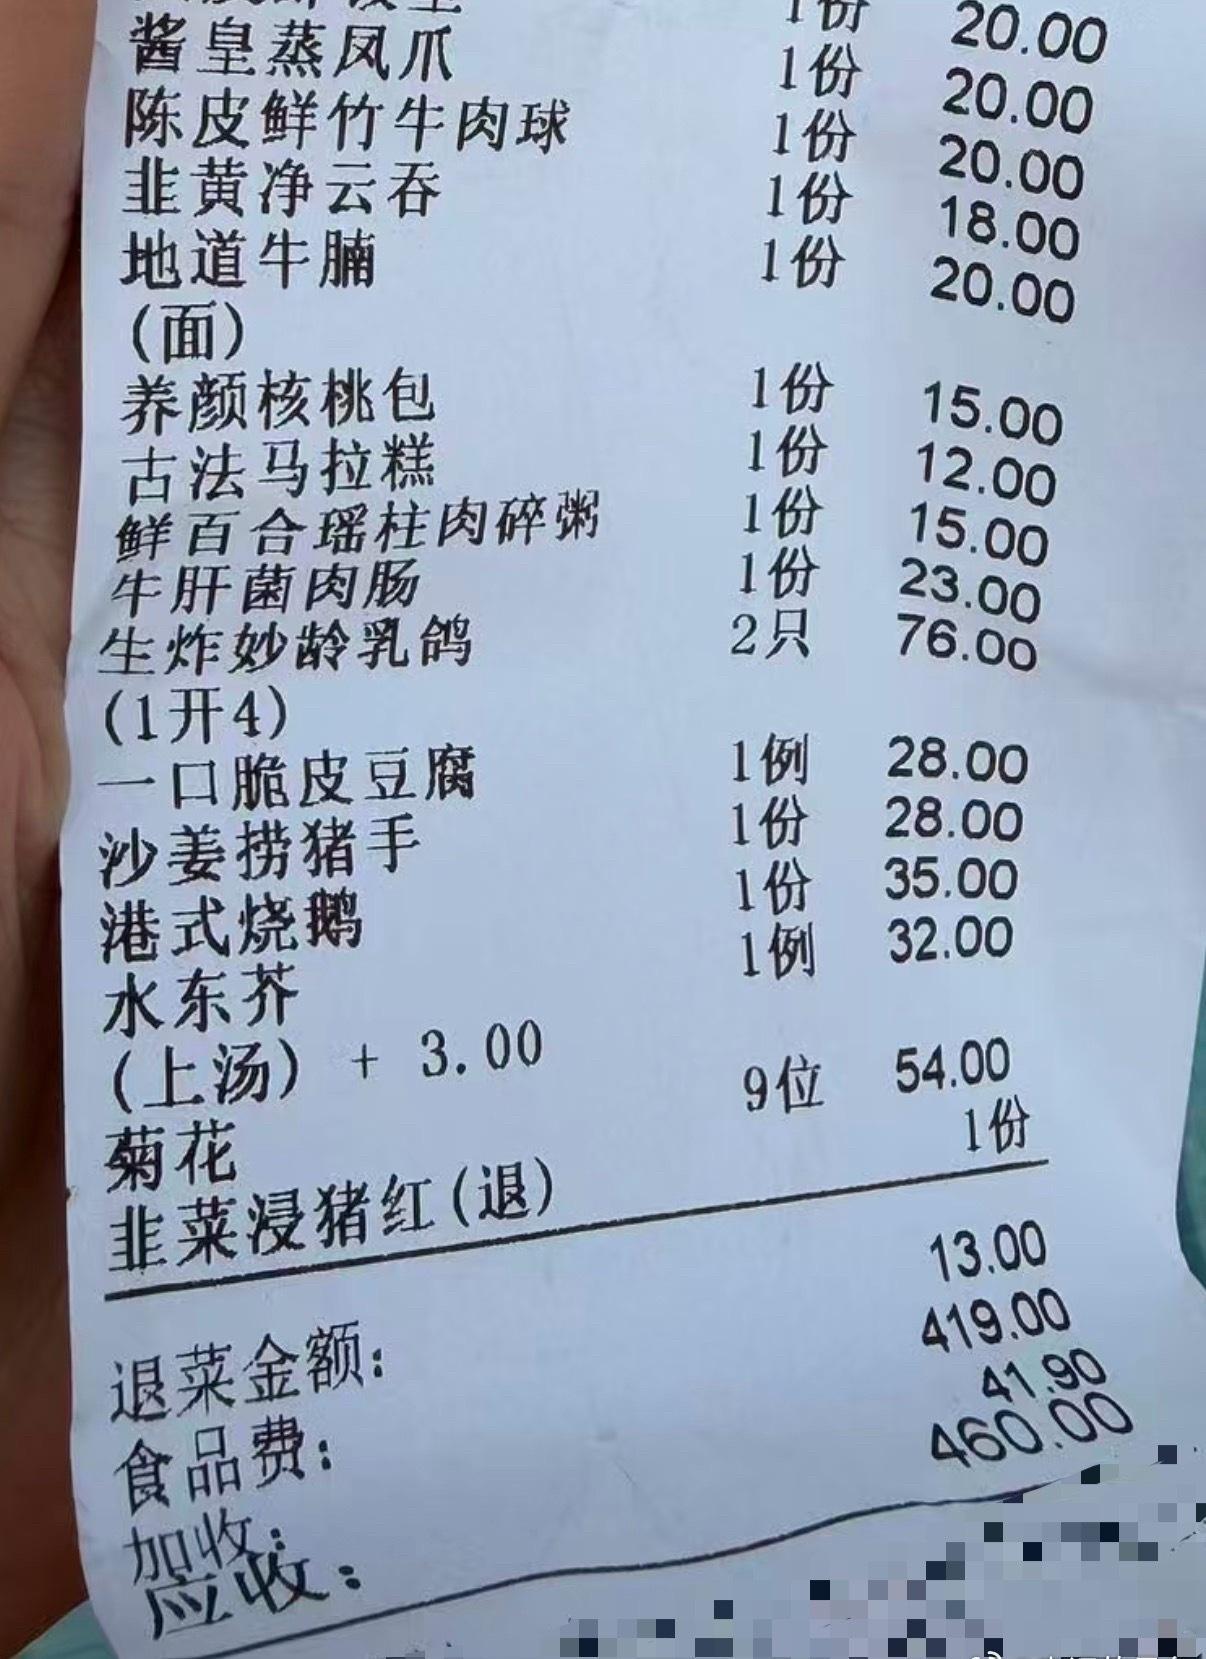 1份 20.00
酱皇蒸凤爪 1份 20.00
陈皮鲜竹牛肉球 1份 20.00
韭黄净云吞 1份 18.00
地道牛腩 1份 20.00
(面)
养颜核桃包 1份 15.00
古法马拉糕 1份 12.00
鲜百合瑶柱肉碎粥 1份 15.00
牛肝菌肉肠 1份 23.00
生炸妙龄乳鸽 2只 76.00
(1开4)
一口脆皮豆腐 1例 28.00
沙姜捞猪手 1份 28.00
港式烧鹅 1份 35.00
水东芥 1例 32.00
(上汤) + 3.00
菊花 9位 54.00
韭菜浸猪红(退) 1份
退菜金额: 13.00
食品费: 419.00
加收: 41.90
应收: 460.00